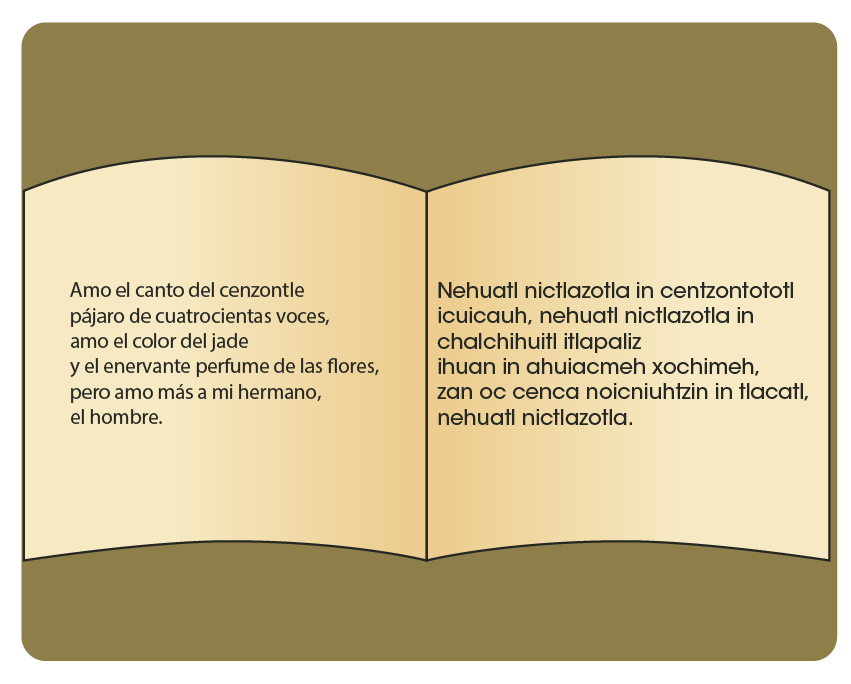 Amo el canto del cenzontle
pájaro de cuatrocientas voces,
amo el color del jade
y el enervante perfume de las flores,
pero amo más a mi hermano,
el hombre.
Nehuatl nictlazotla in centzontototl
icuicauh, nehuatl nictlazotla in
chalchihuitl itlapaliz
ihuan in ahuiacmeh xochimeh,
zan oc cenca noicniuhtzin in tlacatl,
nehuatl nictlazotla.